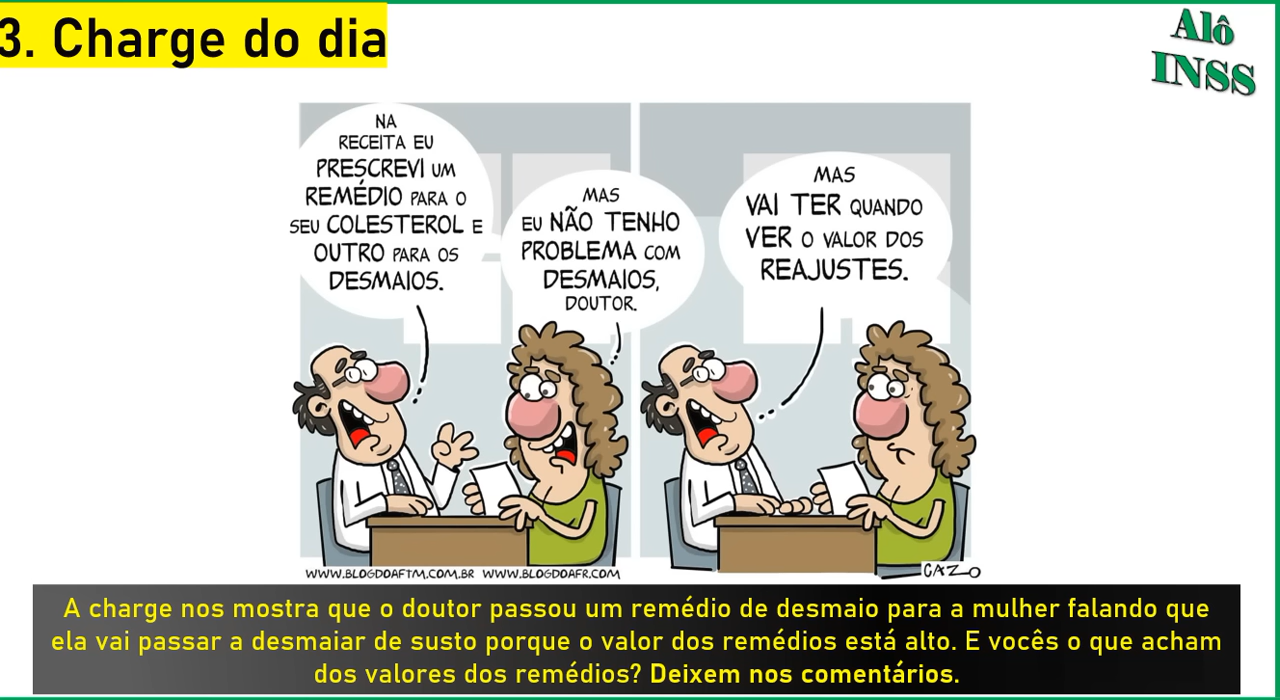 3. Charge do dia
Alô
INSS
NA
RECEITA EU
PRESCREVI UM
REMÉDIO PARA O
SEU COLESTEROL E
OUTRO PARA OS
DESMAIOS.
MAS
EU NÃO TENHO
PROBLEMA COM
DESMAIOS,
DOUTOR.
MAS
VAI TER QUANDO
VER O VALOR DOS
REAJUSTES.
WWW.BLOGDOAFTM.COM.BR WWW.BLOGDOAFR.COM
CAZO
A charge nos mostra que o doutor passou um remédio de desmaio para a mulher falando que
ela vai passar a desmaiar de susto porque o valor dos remédios está alto. E vocês o que acham
dos valores dos remédios? Deixem nos comentários.